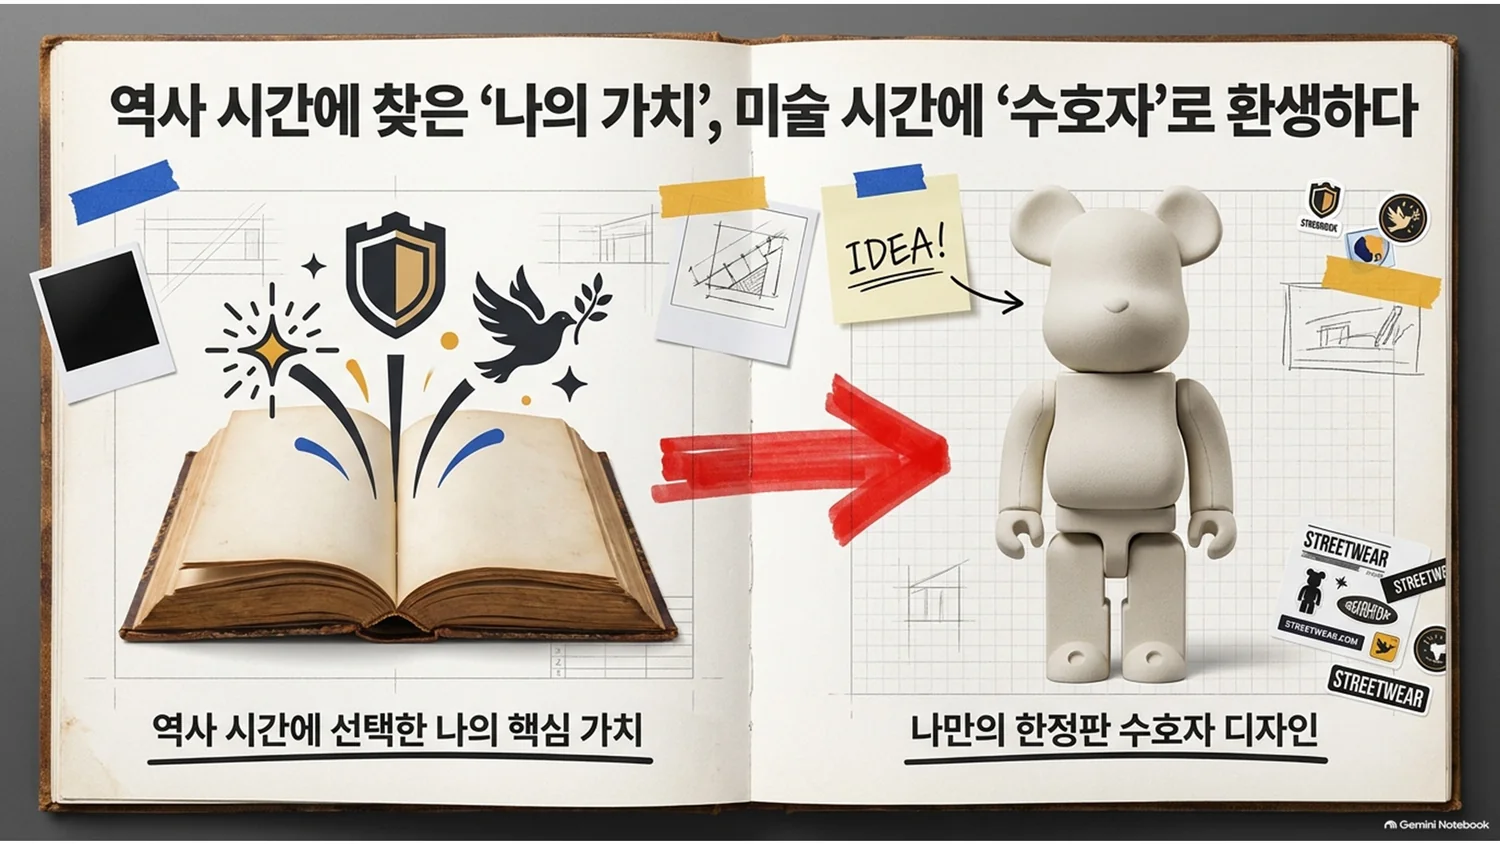 역사 시간에 찾은 ‘나의 가치’, 미술 시간에 ‘수호자’로 환생하다
IDEA!
STREETWEAR
STREETWE
STREETWEAR.COM
STREETWEAR
역사 시간에 선택한 나의 핵심 가치
나만의 한정판 수호자 디자인
Gemini Notebook